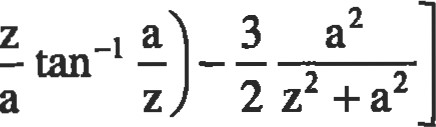 z/a tan⁻¹ a/z) − 3/2 a²/(z² + a²)]